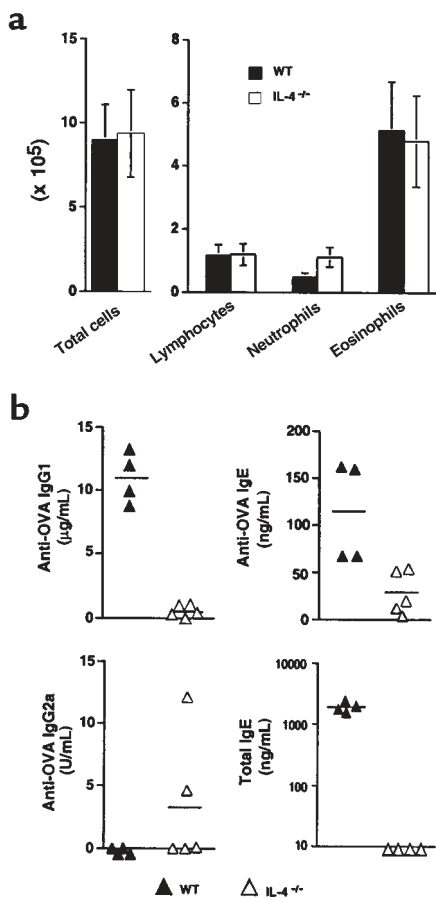 a
(x 10⁵)
15
10
5
0
8
6
4
2
0
WT
IL-4 -/-
Total cells
Lymphocytes
Neutrophils
Eosinophils
b
Anti-OVA IgG1
(µg/mL)
15
10
5
0
Anti-OVA IgE
(ng/mL)
200
150
100
50
0
Anti-OVA IgG2a
(U/mL)
15
10
5
0
Total IgE
(ng/mL)
10000
1000
100
10
WT
IL-4 -/-